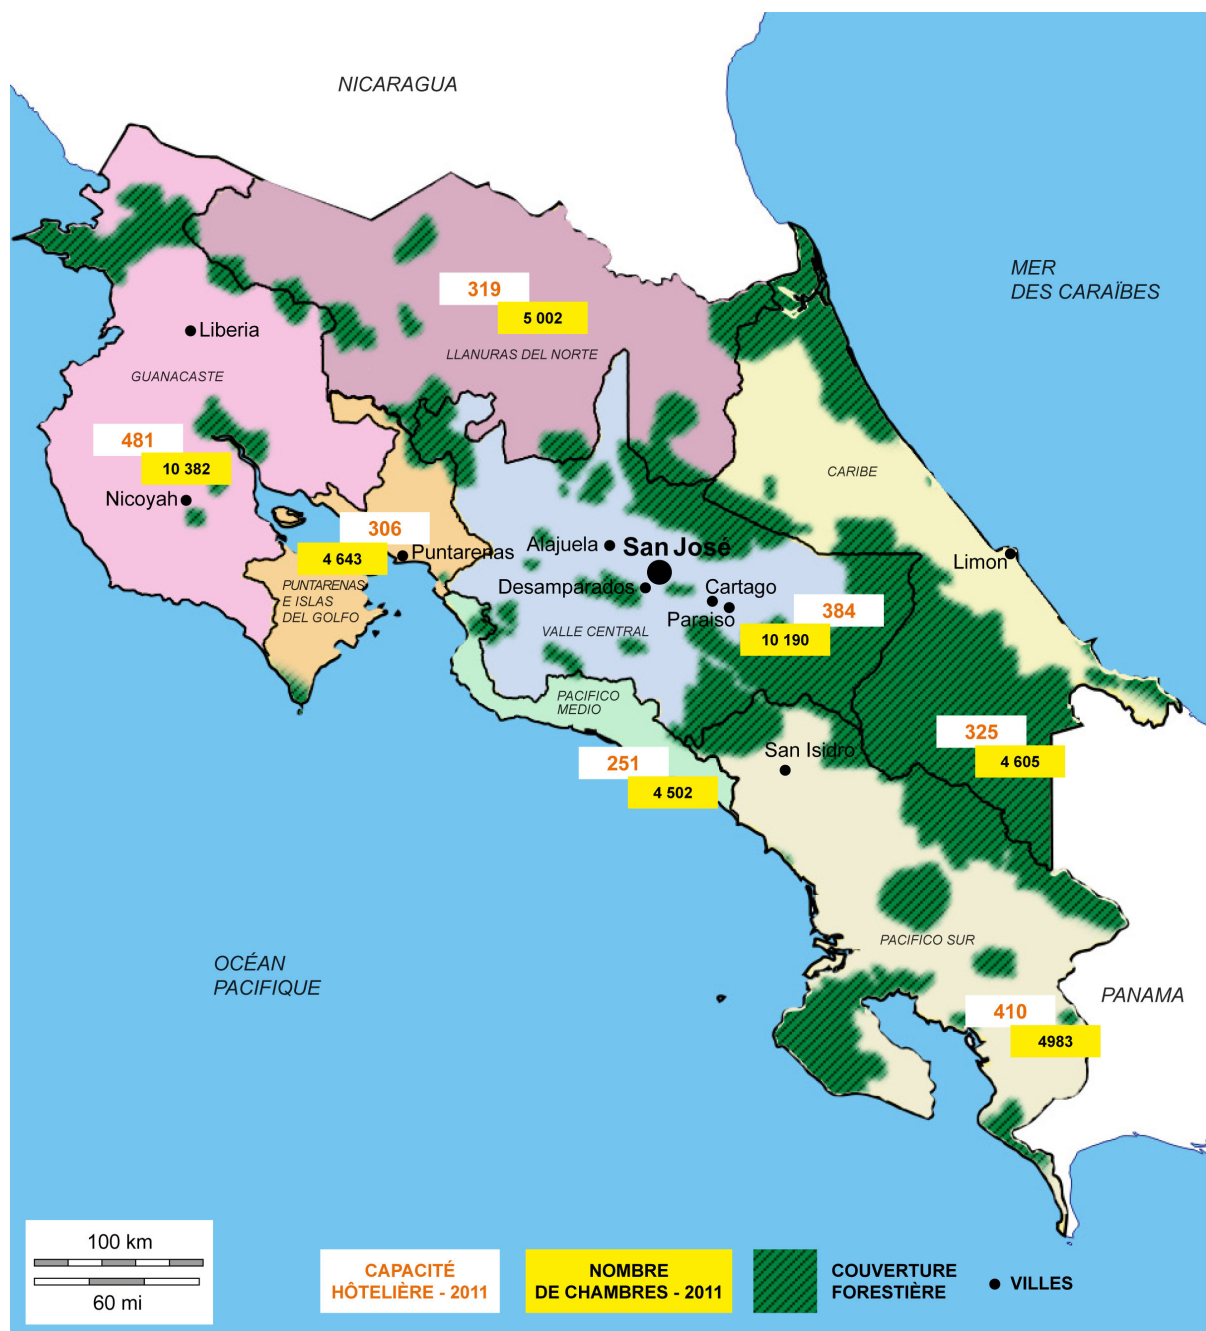 NICARAGUA
MER
DES CARAÏBES
319
5 002
LLANURAS DEL NORTE
Liberia
GUANACASTE
481
10 382
Nicoyah
CARIBE
306
4 643
Puntarenas
PUNTARENAS
E ISLAS
DEL GOLFO
Alajuela
San José
Desamparados
Cartago
Paraiso
Limon
384
10 190
VALLE CENTRAL
PACIFICO
MEDIO
251
4 502
San Isidro
325
4 605
PACIFICO SUR
OCÉAN
PACIFIQUE
410
4983
PANAMA
100 km
60 mi
CAPACITÉ
HÔTELIÈRE - 2011
NOMBRE
DE CHAMBRES - 2011
COUVERTURE
FORESTIÈRE
VILLES